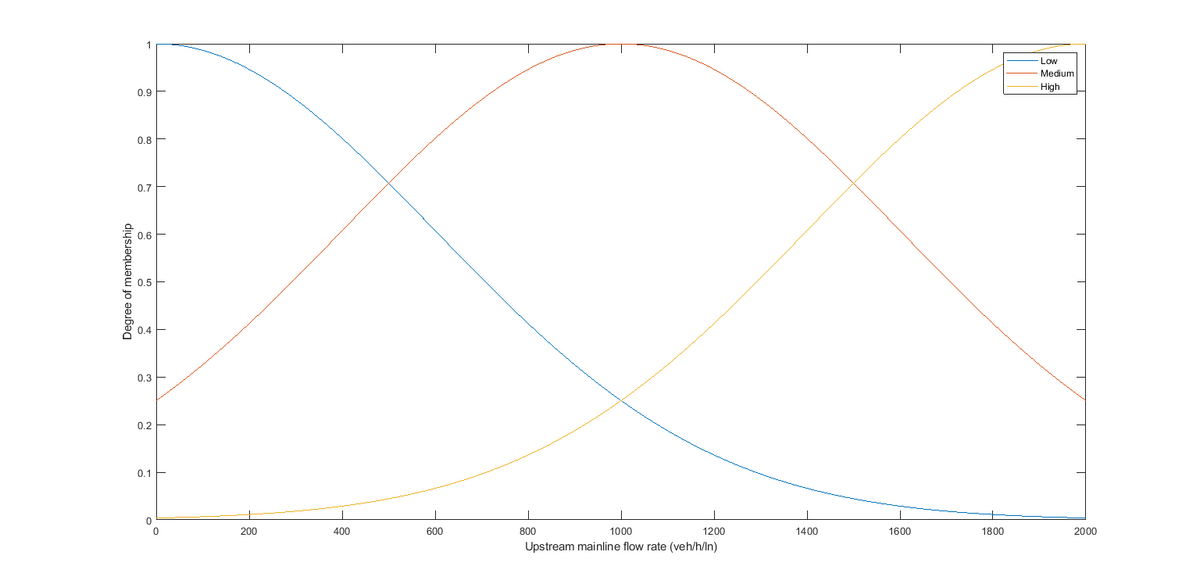 1
0.9
0.8
0.7
0.6
0.5
0.4
0.3
0.2
0.1
0
Degree of membership
Low
Medium
High
0 200 400 600 800 1000 1200 1400 1600 1800 2000
Upstream mainline flow rate (veh/h/ln)